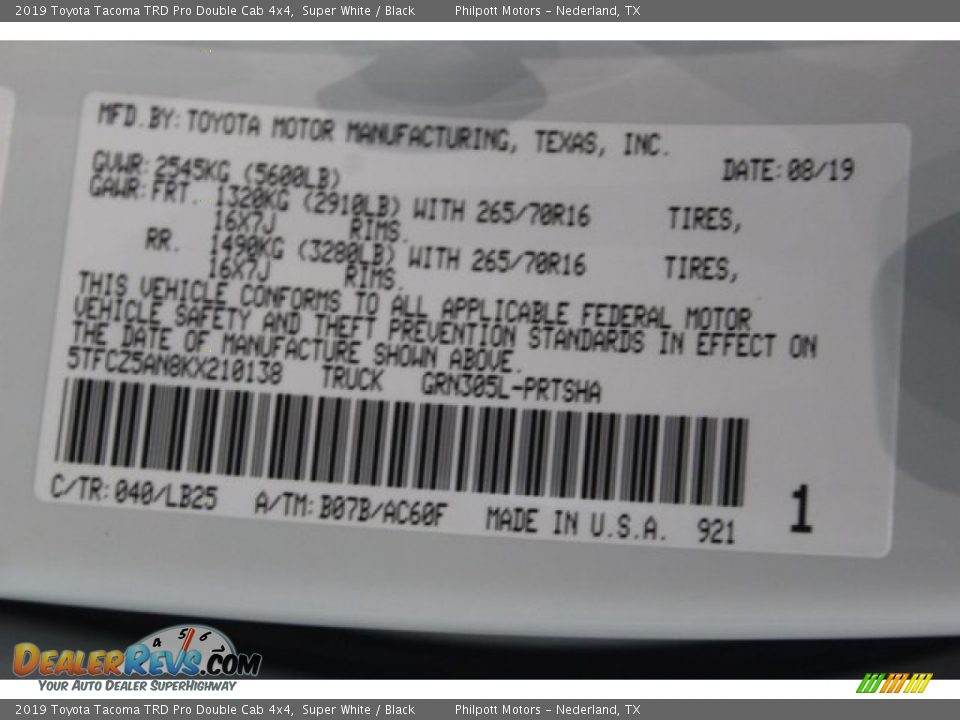 2019 Toyota Tacoma TRD Pro Double Cab 4x4, Super White / Black Philpott Motors - Nederland, TX
MFD.BY:TOYOTA MOTOR MANUFACTURING, TEXAS, INC.
DATE:08/19
GVWR:2545KG (5600LB)
GAWR:FRT. 1320KG (2910LB) WITH 265/70R16 TIRES,
16X7J RIMS.
RR. 1490KG (3280LB) WITH 265/70R16 TIRES,
16X7J RIMS.
THIS VEHICLE CONFORMS TO ALL APPLICABLE FEDERAL MOTOR
VEHICLE SAFETY AND THEFT PREVENTION STANDARDS IN EFFECT ON
THE DATE OF MANUFACTURE SHOWN ABOVE.
5TFCZ5AN8KX210138 TRUCK GRN305L-PRTSHA
C/TR:040/LB25 A/TM:B07B/AC60F MADE IN U.S.A. 921 1
4 5 6
DealerRevs.com
Your Auto Dealer SuperHighway
2019 Toyota Tacoma TRD Pro Double Cab 4x4, Super White / Black Philpott Motors - Nederland, TX